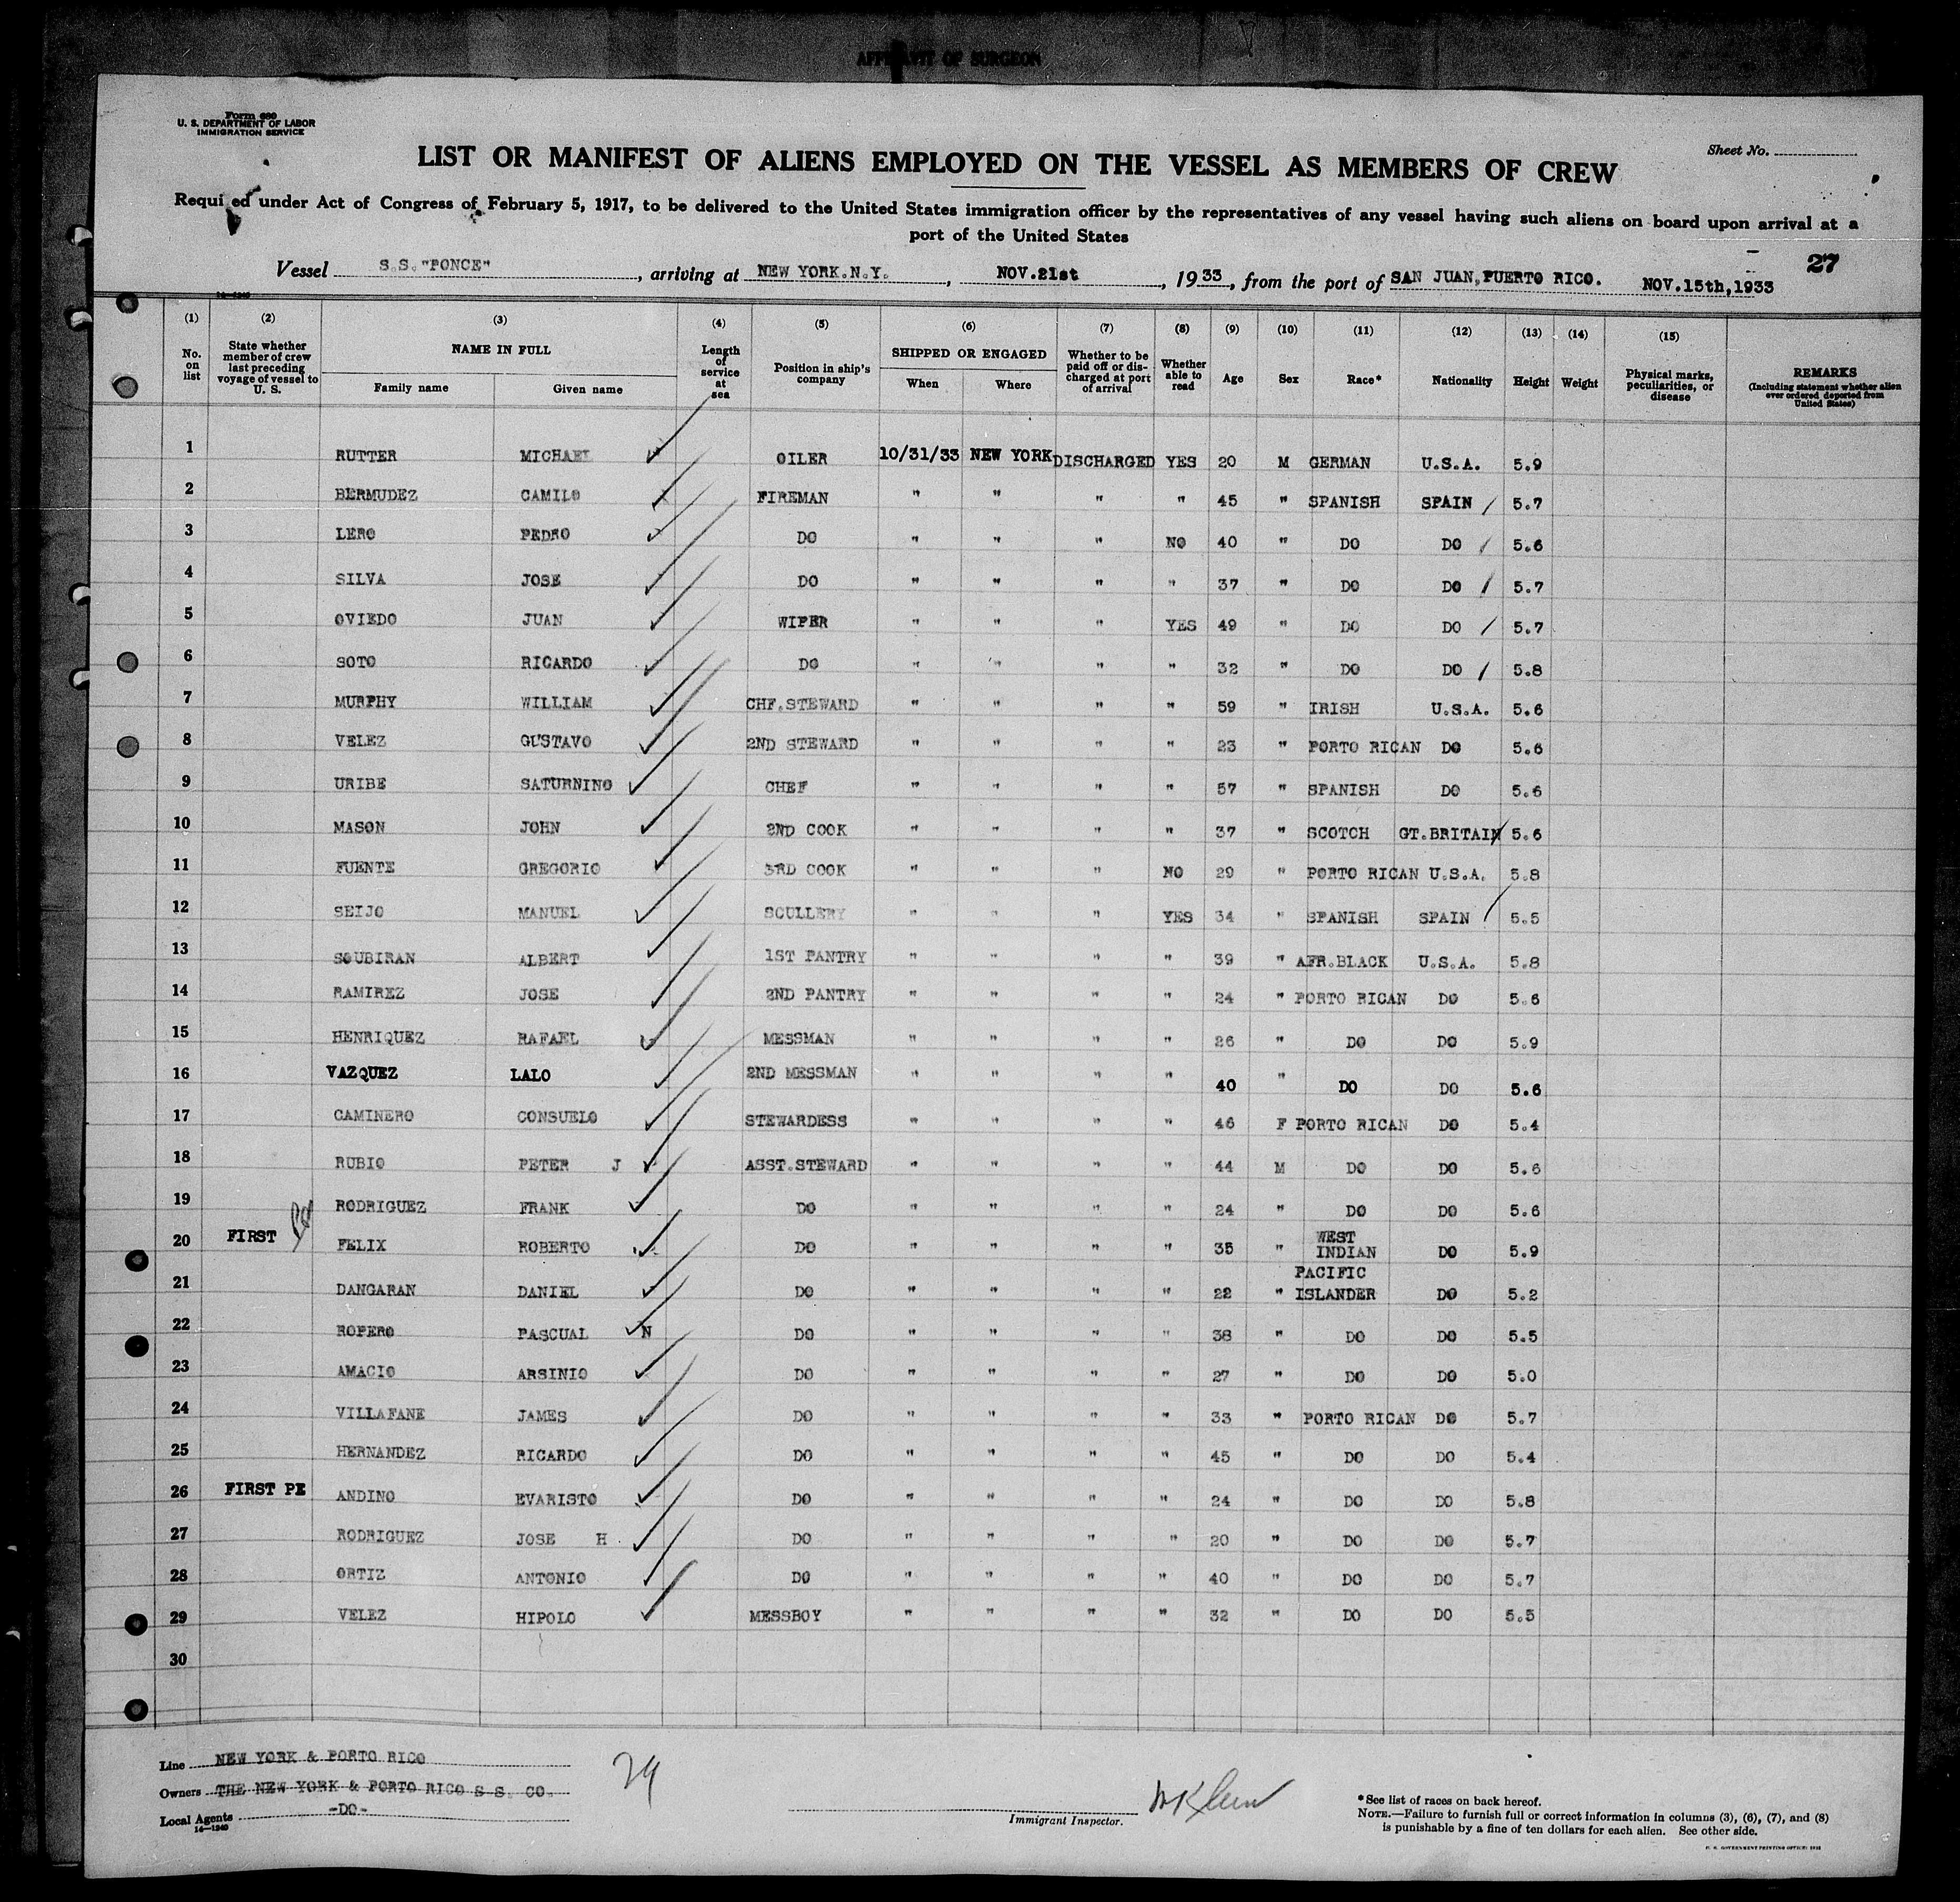 AFFIDAVIT OF SURGEON
Form 680
U. S. DEPARTMENT OF LABOR
IMMIGRATION SERVICE
Sheet No.
LIST OR MANIFEST OF ALIENS EMPLOYED ON THE VESSEL AS MEMBERS OF CREW
Requi ed under Act of Congress of February 5, 1917, to be delivered to the United States immigration officer by the representatives of any vessel having such aliens on board upon arrival at a
port of the United States
27
Vessel S.S."PONCE", arriving at NEW YORK.N.Y., NOV.21st, 1933, from the port of SAN JUAN,PUERTO RICO. NOV.15th,1933
14—1240
(1) (2) (3) (4) (5) (6) (7) (8) (9) (10) (11) (12) (13) (14) (15)
No. on list State whether member of crew last preceding voyage of vessel to U. S. NAME IN FULL Family name Given name Length of service at sea Position in ship's company SHIPPED OR ENGAGED When Where Whether to be paid off or discharged at port of arrival Whether able to read Age Sex Race* Nationality Height Weight Physical marks, peculiarities, or disease REMARKS (Including statement whether alien ever ordered deported from United States)
1 RUTTER MICHAEL OILER 10/31/33 NEW YORK DISCHARGED YES 20 M GERMAN U.S.A. 5.9
2 BERMUDEZ CAMILO FIREMAN " " " " 45 " SPANISH SPAIN 5.7
3 LERO PEDRO DO " " " NO 40 " DO DO 5.6
4 SILVA JOSE DO " " " " 37 " DO DO 5.7
5 OVIEDO JUAN WIPER " " " YES 49 " DO DO 5.7
6 SOTO RICARDO DO " " " " 32 " DO DO 5.8
7 MURPHY WILLIAM CHF.STEWARD " " " " 59 " IRISH U.S.A. 5.6
8 VELEZ GUSTAVO 2ND STEWARD " " " " 23 " PORTO RICAN DO 5.6
9 URIBE SATURNINO CHEF " " " " 57 " SPANISH DO 5.6
10 MASON JOHN 2ND COOK " " " " 37 " SCOTCH GT.BRITAIN 5.6
11 FUENTE GREGORIO 3RD COOK " " " NO 29 " PORTO RICAN U.S.A. 5.8
12 SEIJO MANUEL SCULLERY " " " YES 34 " SPANISH SPAIN 5.5
13 SOUBIRAN ALBERT 1ST PANTRY " " " " 39 " AFR.BLACK U.S.A. 5.8
14 RAMIREZ JOSE 2ND PANTRY " " " " 24 " PORTO RICAN DO 5.6
15 HENRIQUEZ RAFAEL MESSMAN " " " " 26 " DO DO 5.9
16 VAZQUEZ LALO 2ND MESSMAN " " " " 40 " DO DO 5.6
17 CAMINERO CONSUELO STEWARDESS " " " " 46 F PORTO RICAN DO 5.4
18 RUBIO PETER J ASST.STEWARD " " " " 44 M DO DO 5.6
19 RODRIGUEZ FRANK DO " " " " 24 " DO DO 5.6
20 FIRST FELIX ROBERTO DO " " " " 35 " WEST INDIAN DO 5.9
21 DANGARAN DANIEL DO " " " " 22 " PACIFIC ISLANDER DO 5.2
22 ROPERO PASCUAL N DO " " " " 38 " DO DO 5.5
23 AMACIO ARSINIO DO " " " " 27 " DO DO 5.0
24 VILLAFANE JAMES DO " " " " 33 " PORTO RICAN DO 5.7
25 HERNANDEZ RICARDO DO " " " " 45 " DO DO 5.4
26 FIRST PE ANDINO EVARISTO DO " " " " 24 " DO DO 5.8
27 RODRIGUEZ JOSE H DO " " " " 20 " DO DO 5.7
28 ORTIZ ANTONIO DO " " " " 40 " DO DO 5.7
29 VELEZ HIPOLO MESSBOY " " " " 32 " DO DO 5.5
30
Line NEW YORK & PORTO RICO
Owners THE NEW YORK & PORTO RICO S S. CO.
Local Agents -DO-
14—1240
29
Immigrant Inspector.
*See list of races on back hereof.
NOTE.—Failure to furnish full or correct information in columns (3), (6), (7), and (8)
is punishable by a fine of ten dollars for each alien. See other side.